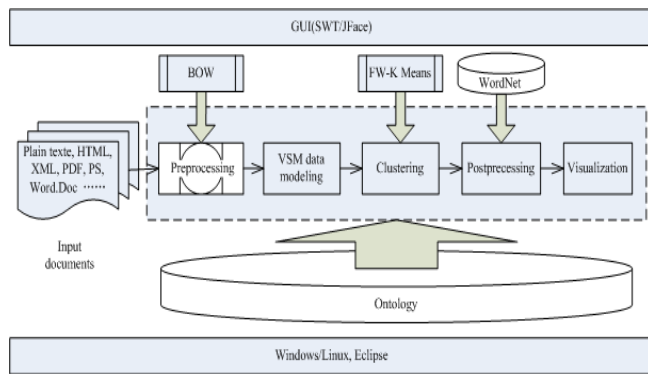 GUI(SWT/JFace)
BOW
FW-K Means
WordNet
Plain texte, HTML,
XML, PDF, PS,
Word.Doc ……
Preprocessing
VSM data
modeling
Clustering
Postprecessing
Visualization
Input
documents
Ontology
Windows/Linux, Eclipse